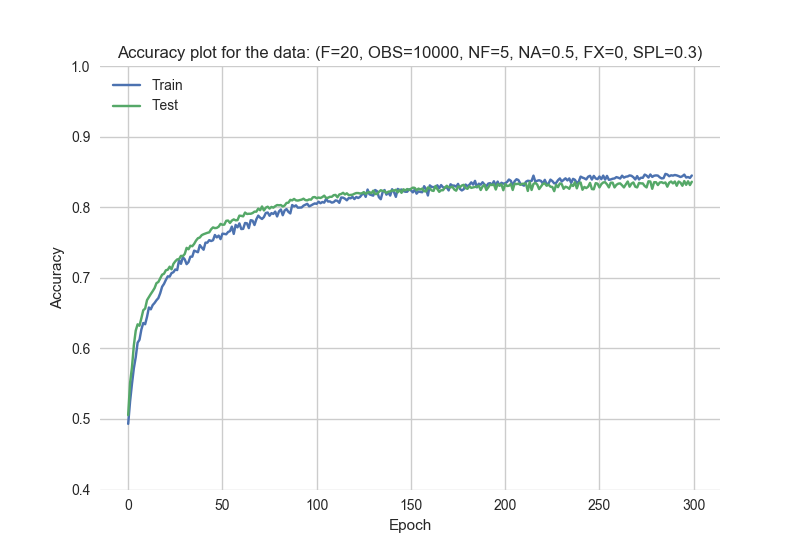 Accuracy plot for the data: (F=20, OBS=10000, NF=5, NA=0.5, FX=0, SPL=0.3)
1.0
Train
Test
0.9
0.8
0.7
Accuracy
0.6
0.5
0.4
0 50 100 150 200 250 300
Epoch